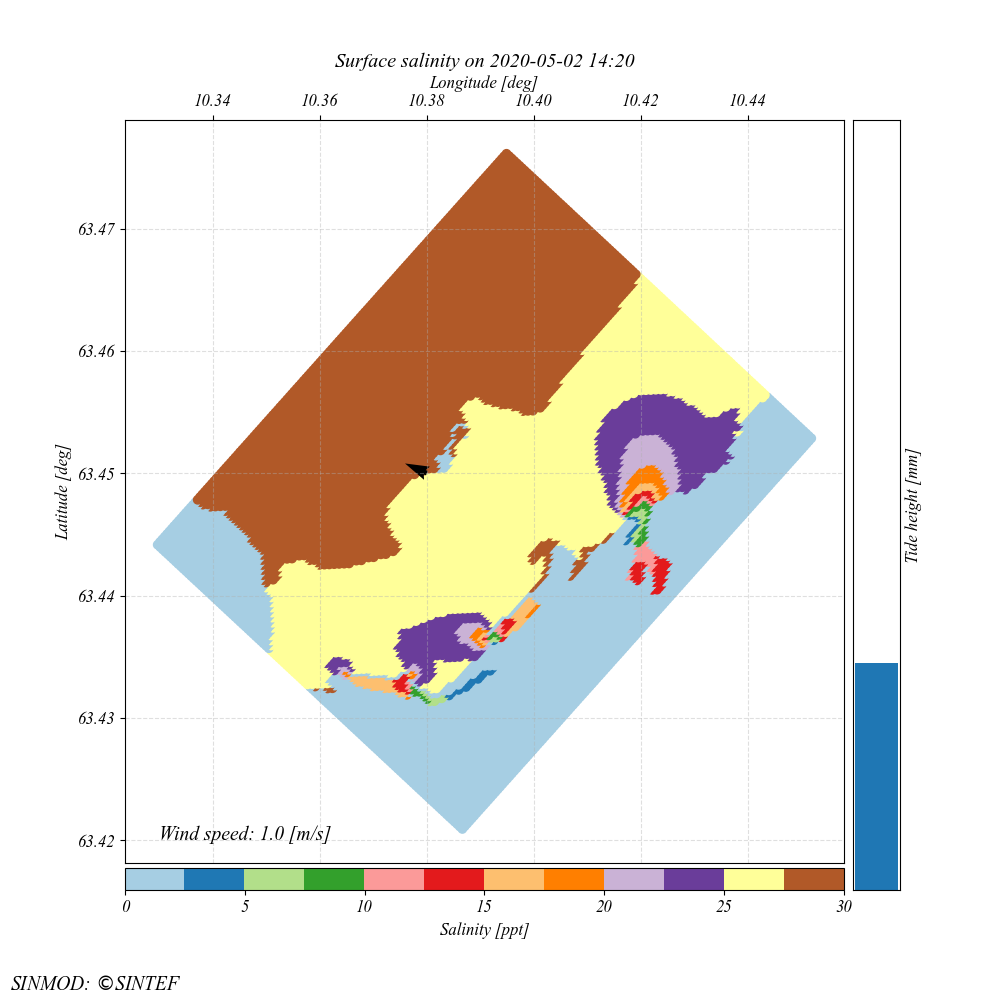 Surface salinity on 2020-05-02 14:20
Longitude [deg]
10.34 10.36 10.38 10.40 10.42 10.44
63.47
63.46
63.45
63.44
63.43
63.42
Latitude [deg]
Tide height [mm]
Wind speed: 1.0 [m/s]
0 5 10 15 20 25 30
Salinity [ppt]
SINMOD: ©SINTEF